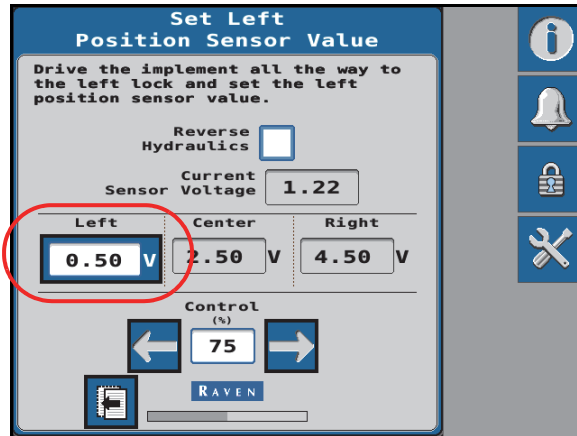 Set Left
Position Sensor Value
Drive the implement all the way to
the left lock and set the left
position sensor value.
Reverse
Hydraulics
Current
Sensor Voltage 1.22
Left Center Right
0.50 V 2.50 V 4.50 V
Control
(%)
75
RAVEN